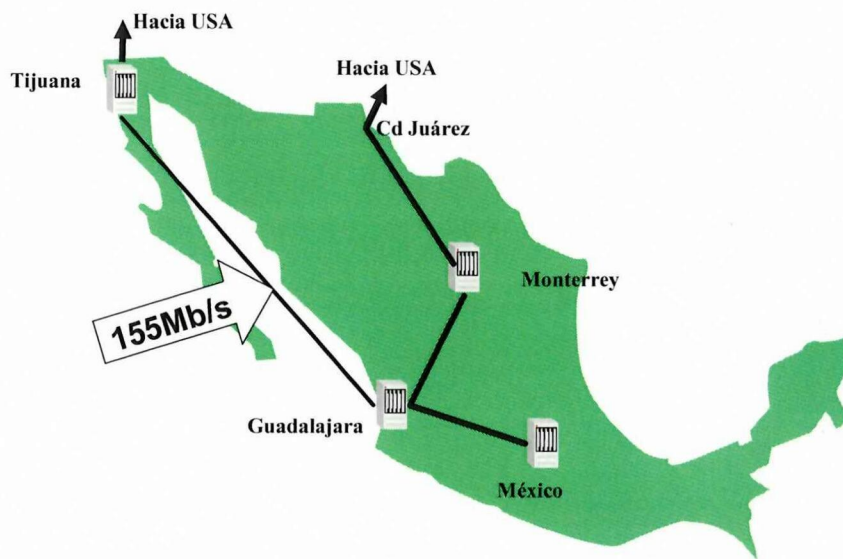 Hacia USA
Tijuana
Hacia USA
Cd Juárez
Monterrey
155Mb/s
Guadalajara
México